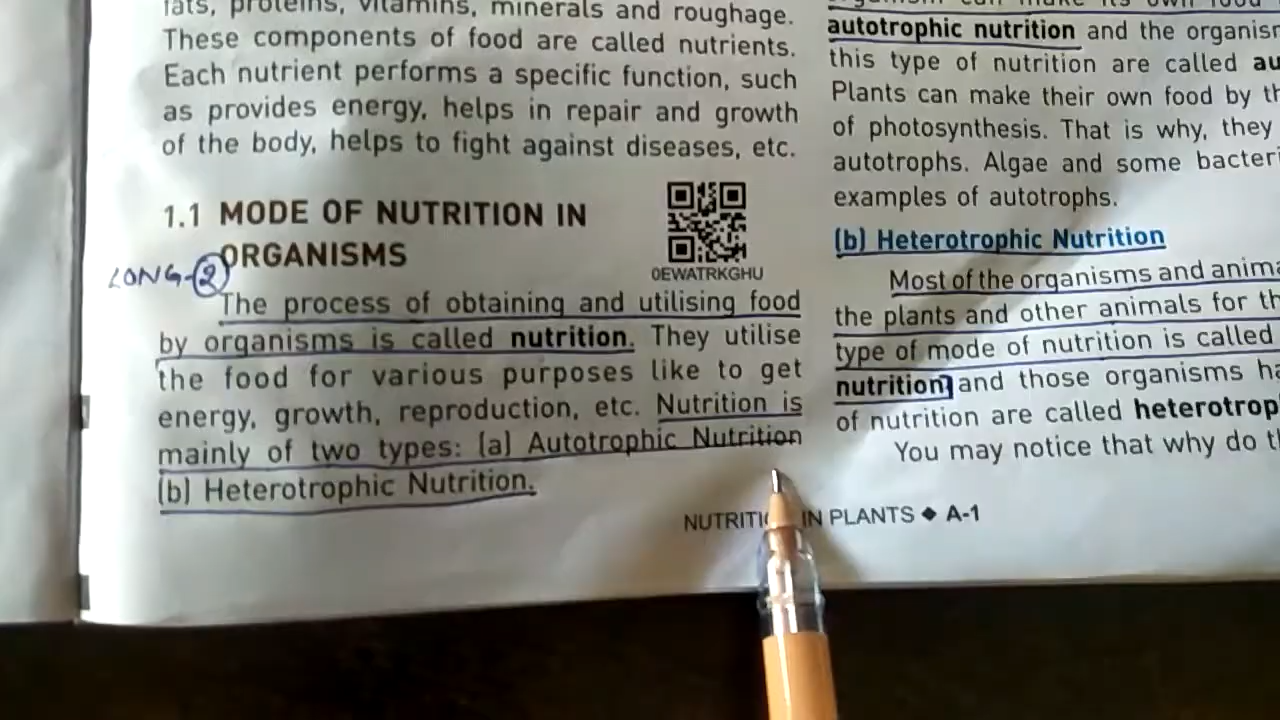 fats, proteins, vitamins, minerals and roughage.
These components of food are called nutrients.
Each nutrient performs a specific function, such
as provides energy, helps in repair and growth
of the body, helps to fight against diseases, etc.
1.1 MODE OF NUTRITION IN
ORGANISMS
0EWATRKGHU
LONG-2
The process of obtaining and utilising food
by organisms is called nutrition. They utilise
the food for various purposes like to get
energy, growth, reproduction, etc. Nutrition is
mainly of two types: (a) Autotrophic Nutrition
(b) Heterotrophic Nutrition.
can make its own food
autotrophic nutrition and the organism
this type of nutrition are called au
Plants can make their own food by th
of photosynthesis. That is why, they
autotrophs. Algae and some bacteri
examples of autotrophs.
(b) Heterotrophic Nutrition
Most of the organisms and anima
the plants and other animals for th
type of mode of nutrition is called
nutrition and those organisms ha
of nutrition are called heterotrop
You may notice that why do th
NUTRITI IN PLANTS ◆ A-1